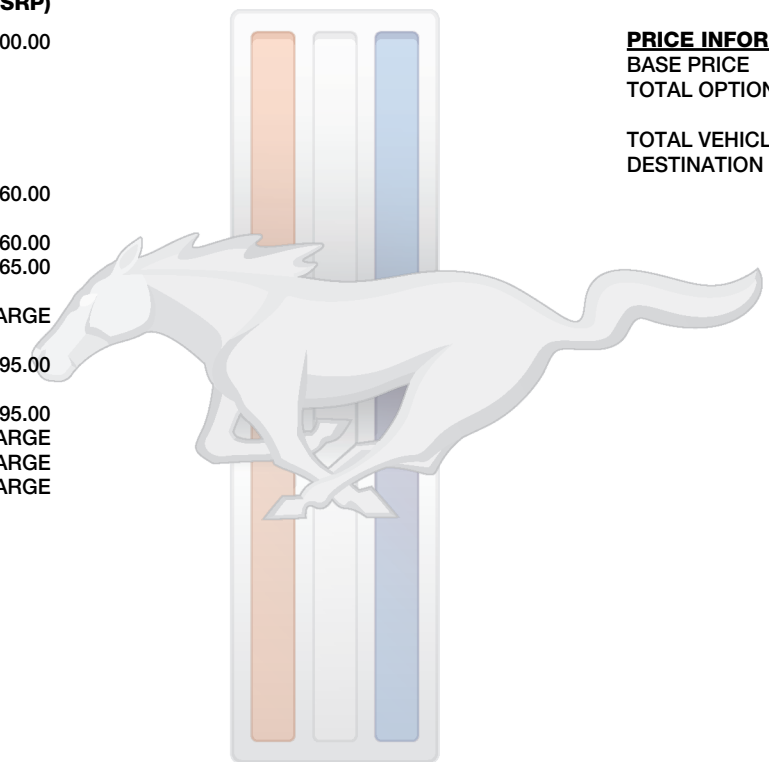 SRP)
00.00
60.00
60.00
65.00
ARGE
95.00
95.00
ARGE
ARGE
ARGE
PRICE INFOR
BASE PRICE
TOTAL OPTION
TOTAL VEHICL
DESTINATION